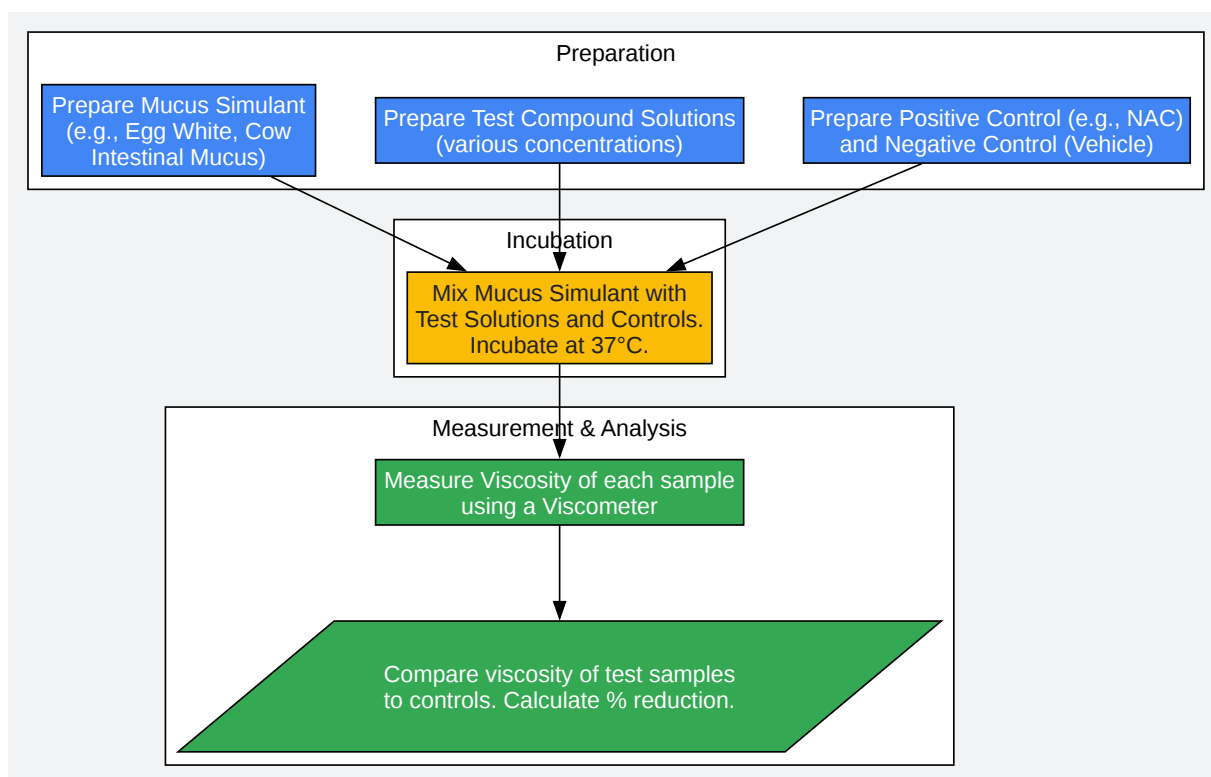 Preparation
Prepare Mucus Simulant
(e.g., Egg White, Cow
Intestinal Mucus)
Prepare Test Compound Solutions
(various concentrations)
Prepare Positive Control (e.g., NAC)
and Negative Control (Vehicle)
Incubation
Mix Mucus Simulant with
Test Solutions and Controls.
Incubate at 37°C.
Measurement & Analysis
Measure Viscosity of each sample
using a Viscometer
Compare viscosity of test samples
to controls. Calculate % reduction.